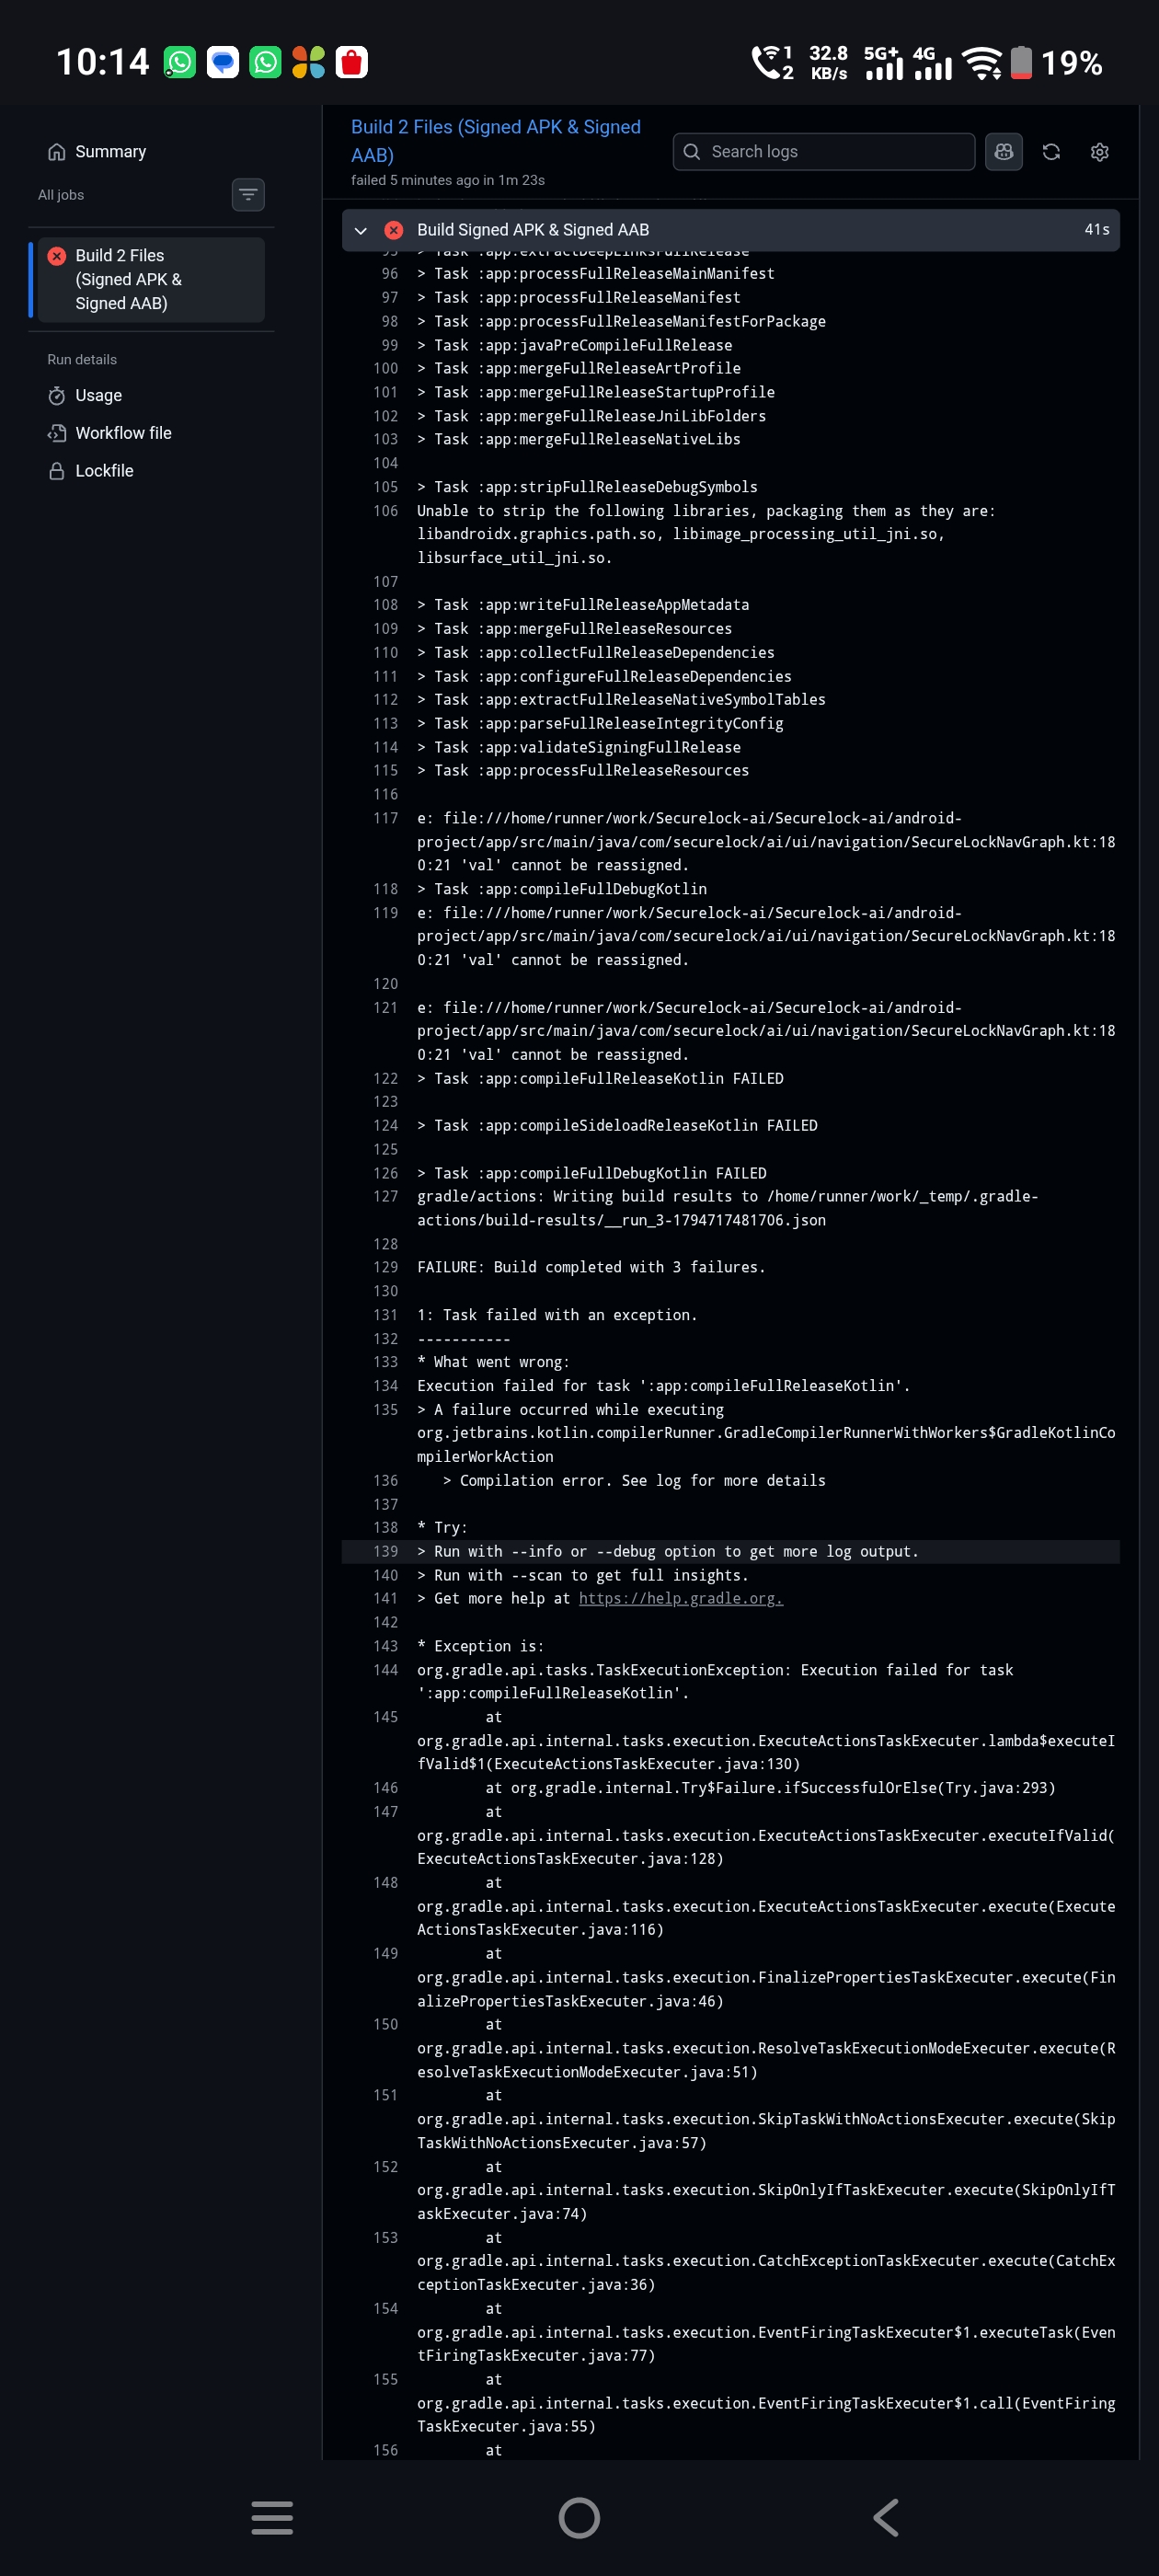 10:14
1
2
32.8
KB/s
5G+
4G
19%
Summary
All jobs
Build 2 Files
(Signed APK &
Signed AAB)
Run details
Usage
Workflow file
Lockfile
Build 2 Files (Signed APK & Signed
AAB)
failed 5 minutes ago in 1m 23s
Search logs
Build Signed APK & Signed AAB
41s
95 > Task :app:extractDeepLinksFullRelease
96 > Task :app:processFullReleaseMainManifest
97 > Task :app:processFullReleaseManifest
98 > Task :app:processFullReleaseManifestForPackage
99 > Task :app:javaPreCompileFullRelease
100 > Task :app:mergeFullReleaseArtProfile
101 > Task :app:mergeFullReleaseStartupProfile
102 > Task :app:mergeFullReleaseJniLibFolders
103 > Task :app:mergeFullReleaseNativeLibs
104
105 > Task :app:stripFullReleaseDebugSymbols
106 Unable to strip the following libraries, packaging them as they are:
libandroidx.graphics.path.so, libimage_processing_util_jni.so,
libsurface_util_jni.so.
107
108 > Task :app:writeFullReleaseAppMetadata
109 > Task :app:mergeFullReleaseResources
110 > Task :app:collectFullReleaseDependencies
111 > Task :app:configureFullReleaseDependencies
112 > Task :app:extractFullReleaseNativeSymbolTables
113 > Task :app:parseFullReleaseIntegrityConfig
114 > Task :app:validateSigningFullRelease
115 > Task :app:processFullReleaseResources
116
117 e: file:///home/runner/work/Securelock-ai/Securelock-ai/android-
project/app/src/main/java/com/securelock/ai/ui/navigation/SecureLockNavGraph.kt:18
0:21 'val' cannot be reassigned.
118 > Task :app:compileFullDebugKotlin
119 e: file:///home/runner/work/Securelock-ai/Securelock-ai/android-
project/app/src/main/java/com/securelock/ai/ui/navigation/SecureLockNavGraph.kt:18
0:21 'val' cannot be reassigned.
120
121 e: file:///home/runner/work/Securelock-ai/Securelock-ai/android-
project/app/src/main/java/com/securelock/ai/ui/navigation/SecureLockNavGraph.kt:18
0:21 'val' cannot be reassigned.
122 > Task :app:compileFullReleaseKotlin FAILED
123
124 > Task :app:compileSideloadReleaseKotlin FAILED
125
126 > Task :app:compileFullDebugKotlin FAILED
127 gradle/actions: Writing build results to /home/runner/work/_temp/.gradle-
actions/build-results/__run_3-1794717481706.json
128
129 FAILURE: Build completed with 3 failures.
130
131 1: Task failed with an exception.
132 -----------
133 * What went wrong:
134 Execution failed for task ':app:compileFullReleaseKotlin'.
135 > A failure occurred while executing
org.jetbrains.kotlin.compilerRunner.GradleCompilerRunnerWithWorkers$GradleKotlinCo
mpilerWorkAction
136 > Compilation error. See log for more details
137
138 * Try:
139 > Run with --info or --debug option to get more log output.
140 > Run with --scan to get full insights.
141 > Get more help at https://help.gradle.org.
142
143 * Exception is:
144 org.gradle.api.tasks.TaskExecutionException: Execution failed for task
':app:compileFullReleaseKotlin'.
145 at
org.gradle.api.internal.tasks.execution.ExecuteActionsTaskExecuter.lambda$executeI
fValid$1(ExecuteActionsTaskExecuter.java:130)
146 at org.gradle.internal.Try$Failure.ifSuccessfulOrElse(Try.java:293)
147 at
org.gradle.api.internal.tasks.execution.ExecuteActionsTaskExecuter.executeIfValid(
ExecuteActionsTaskExecuter.java:128)
148 at
org.gradle.api.internal.tasks.execution.ExecuteActionsTaskExecuter.execute(Execute
ActionsTaskExecuter.java:116)
149 at
org.gradle.api.internal.tasks.execution.FinalizePropertiesTaskExecuter.execute(Fin
alizePropertiesTaskExecuter.java:46)
150 at
org.gradle.api.internal.tasks.execution.ResolveTaskExecutionModeExecuter.execute(R
esolveTaskExecutionModeExecuter.java:51)
151 at
org.gradle.api.internal.tasks.execution.SkipTaskWithNoActionsExecuter.execute(Skip
TaskWithNoActionsExecuter.java:57)
152 at
org.gradle.api.internal.tasks.execution.SkipOnlyIfTaskExecuter.execute(SkipOnlyIfT
askExecuter.java:74)
153 at
org.gradle.api.internal.tasks.execution.CatchExceptionTaskExecuter.execute(CatchEx
ceptionTaskExecuter.java:36)
154 at
org.gradle.api.internal.tasks.execution.EventFiringTaskExecuter$1.executeTask(Even
tFiringTaskExecuter.java:77)
155 at
org.gradle.api.internal.tasks.execution.EventFiringTaskExecuter$1.call(EventFiring
TaskExecuter.java:55)
156 at